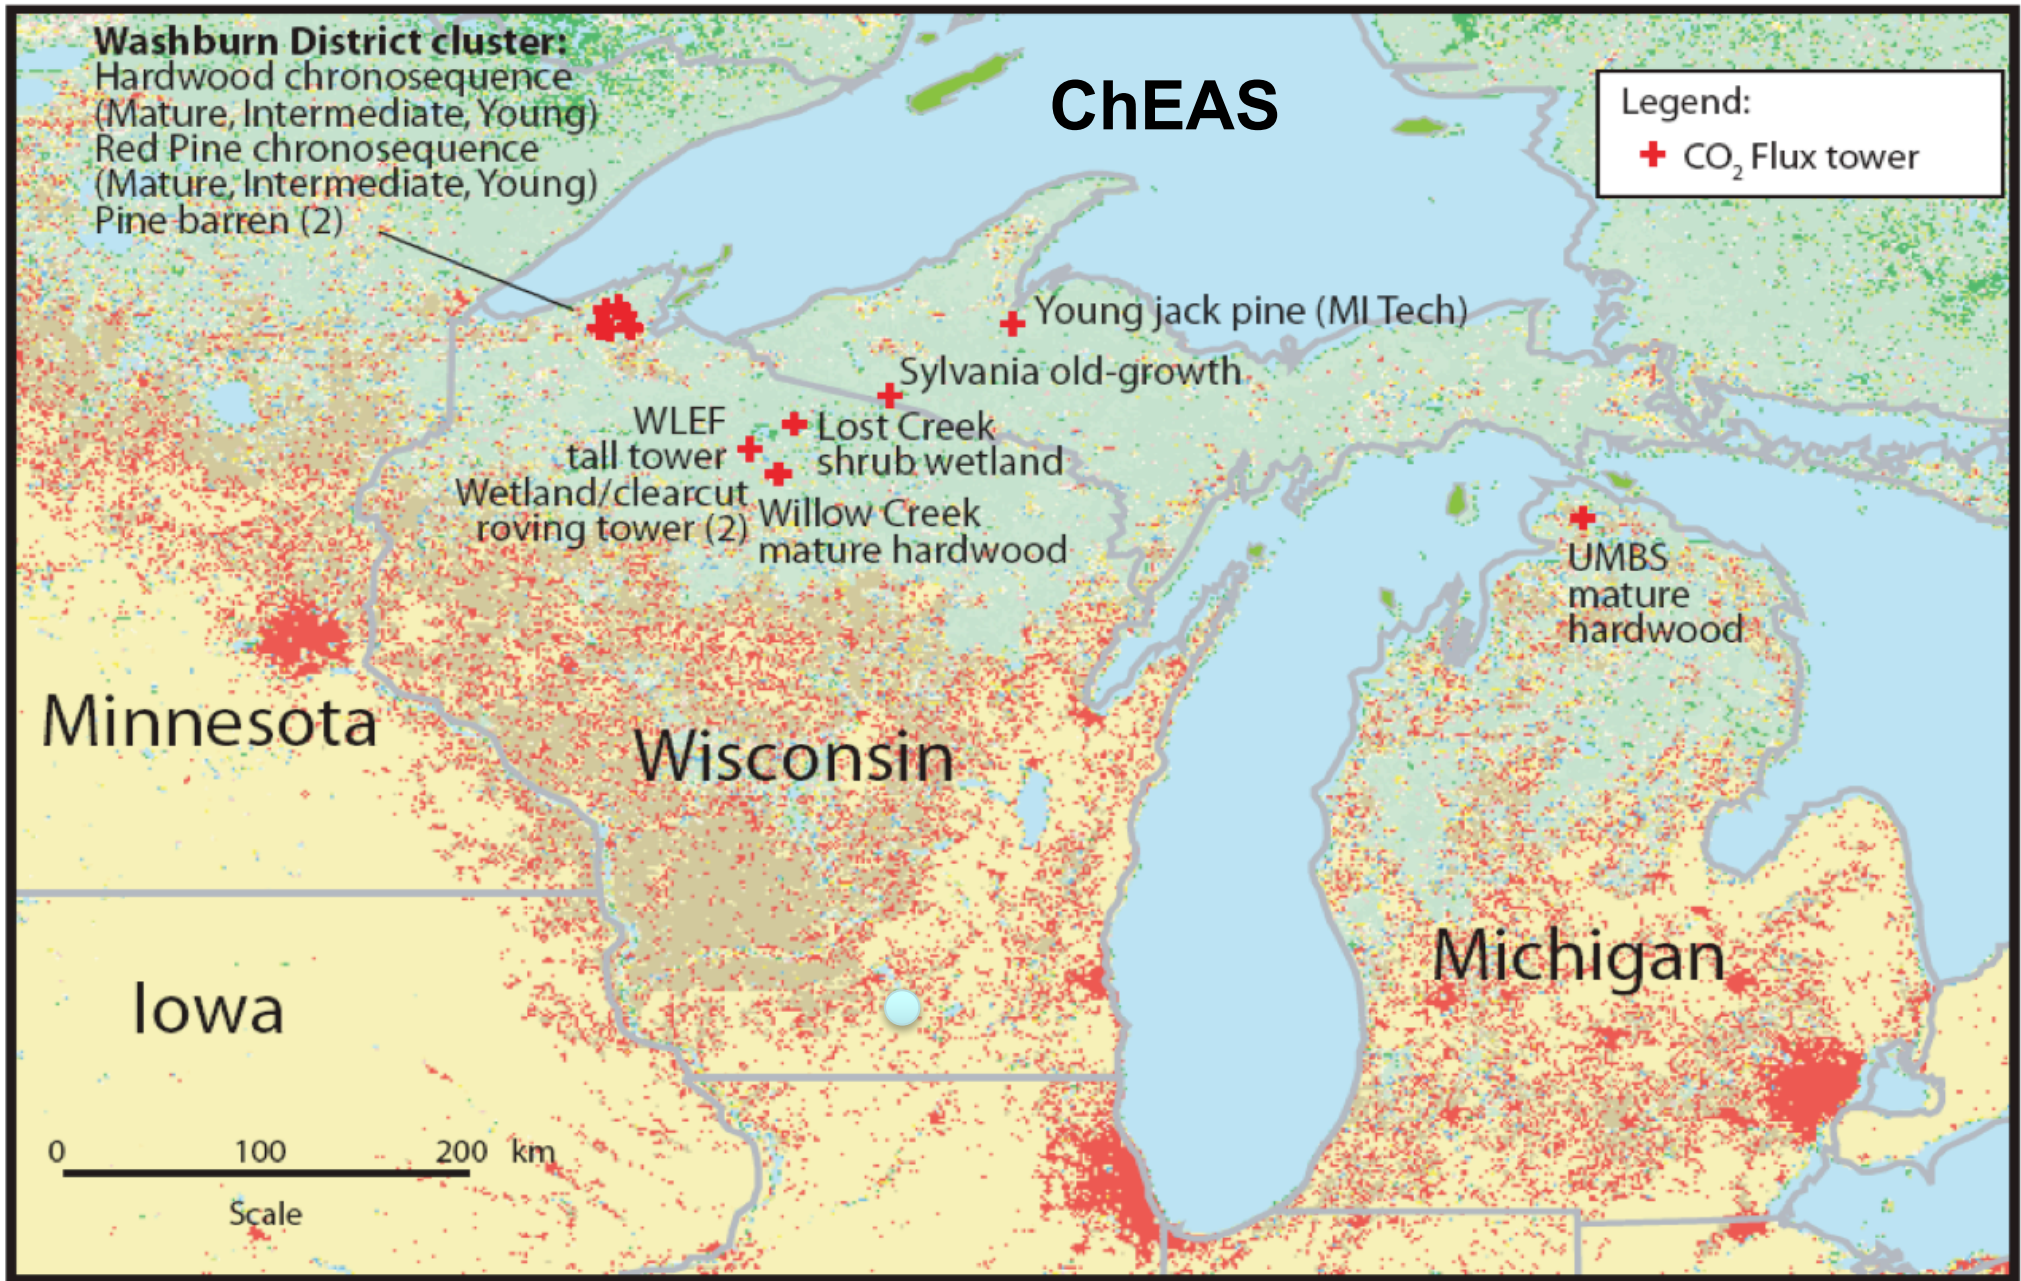 Washburn District cluster:
Hardwood chronosequence
(Mature, Intermediate, Young)
Red Pine chronosequence
(Mature, Intermediate, Young)
Pine barren (2)
ChEAS
Legend:
CO₂ Flux tower
Young jack pine (MI Tech)
Sylvania old-growth
WLEF
tall tower
Lost Creek
shrub wetland
Wetland/clearcut
roving tower (2)
Willow Creek
mature hardwood
UMBS
mature
hardwood
Minnesota
Wisconsin
Michigan
Iowa
0 100 200 km
Scale